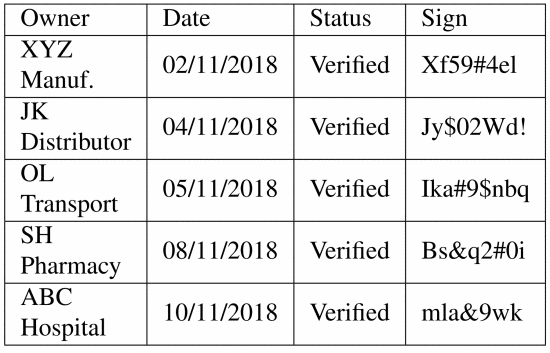 Owner Date Status Sign
XYZ
Manuf. 02/11/2018 Verified Xf59#4el
JK
Distributor 04/11/2018 Verified Jy$02Wd!
OL
Transport 05/11/2018 Verified Ika#9$nbq
SH
Pharmacy 08/11/2018 Verified Bs&q2#0i
ABC
Hospital 10/11/2018 Verified mla&9wk